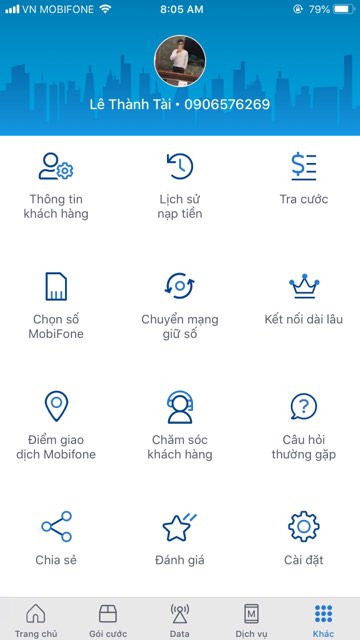 VN MOBIFONE 8:05 AM 79%
Lê Thành Tài • 0906576269
Thông tin
khách hàng
Lịch sử
nạp tiền
Tra cước
Chọn số
MobiFone
Chuyển mạng
giữ số
Kết nối dài lâu
Điểm giao
dịch Mobifone
Chăm sóc
khách hàng
Câu hỏi
thường gặp
Chia sẻ
Đánh giá
Cài đặt
Trang chủ
Gói cước
Data
M
Dịch vụ
Khác